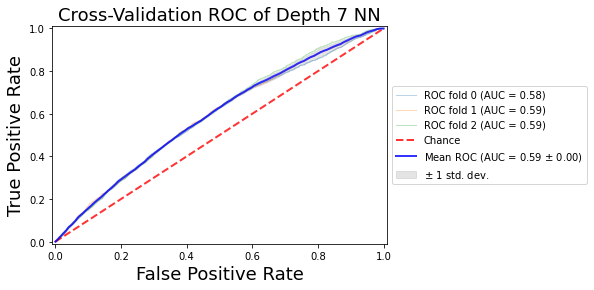 Cross-Validation ROC of Depth 7 NN
True Positive Rate
1.0
0.8
0.6
0.4
0.2
0.0
0.0 0.2 0.4 0.6 0.8 1.0
False Positive Rate
ROC fold 0 (AUC = 0.58)
ROC fold 1 (AUC = 0.59)
ROC fold 2 (AUC = 0.59)
Chance
Mean ROC (AUC = 0.59 ± 0.00)
± 1 std. dev.